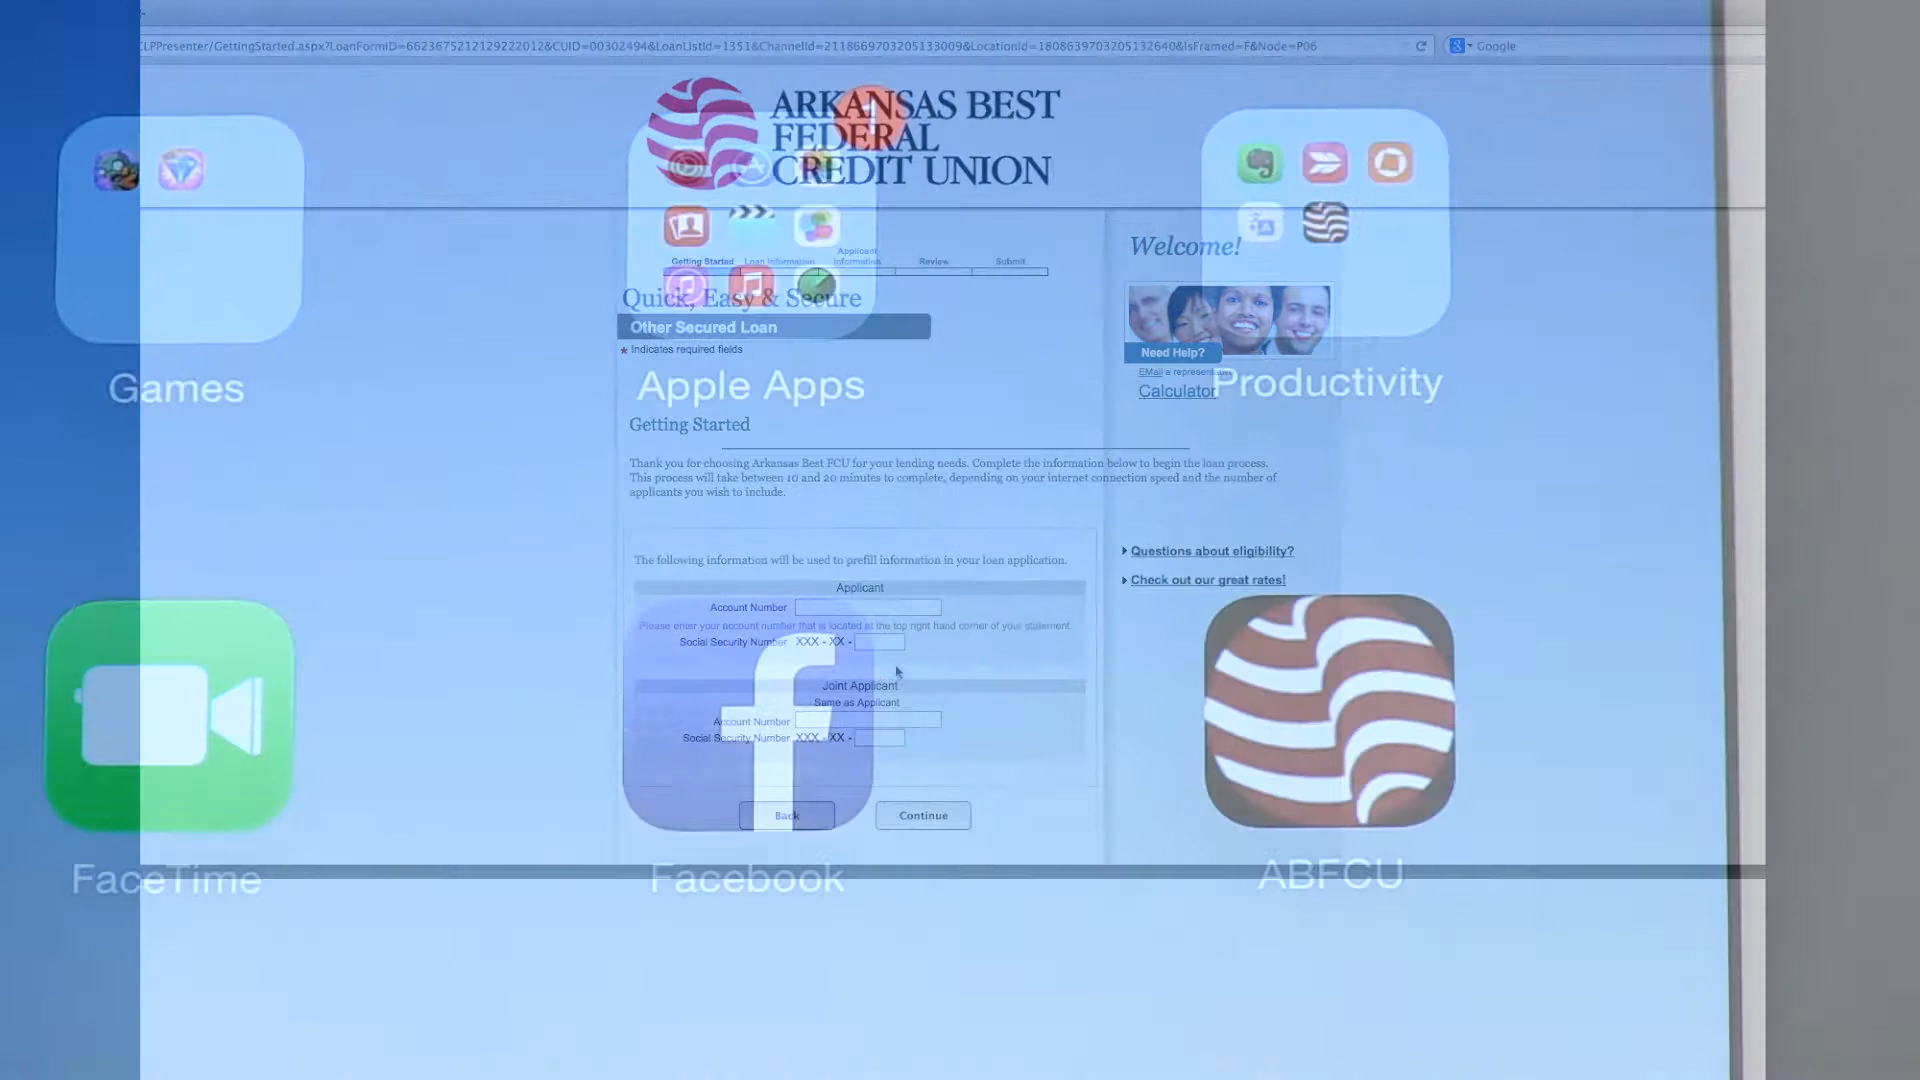 CLPPresenter/GettingStarted.aspx?LoanFormID=6623675212129222012&CUID=00302494&LoanListId=1351&ChannelId=2118669703205133009&LocationId=1808639703205132640&IsFramed=F&Node=P06
Google
ARKANSAS BEST
FEDERAL
CREDIT UNION
1
Getting Started
Loan Information
Applicant Information
Review
Submit
Welcome!
Quick, Easy & Secure
Other Secured Loan
* Indicates required fields
Need Help?
EMail a representative
Calculator
Games
Apple Apps
Productivity
Getting Started
Thank you for choosing Arkansas Best FCU for your lending needs. Complete the information below to begin the loan process.
This process will take between 10 and 20 minutes to complete, depending on your internet connection speed and the number of
applicants you wish to include.
The following information will be used to prefill information in your loan application.
Questions about eligibility?
Check out our great rates!
Applicant
Account Number
Please enter your account number that is located at the top right hand corner of your statement.
Social Security Number XXX - XX -
Joint Applicant
Same as Applicant
Account Number
Social Security Number XXX - XX -
f
Back
Continue
FaceTime
Facebook
ABFCU